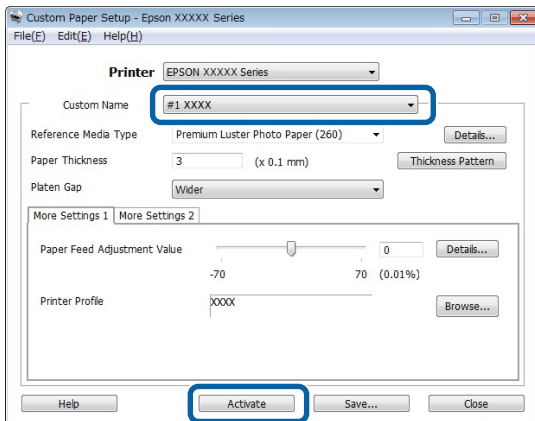 Custom Paper Setup - Epson XXXXX Series
File(F) Edit(E) Help(H)
Printer EPSON XXXXX Series
Custom Name #1 XXXX
Reference Media Type Premium Luster Photo Paper (260) Details...
Paper Thickness 3 (x 0.1 mm) Thickness Pattern
Platen Gap Wider
More Settings 1 More Settings 2
Paper Feed Adjustment Value 0 Details...
-70 70 (0.01%)
Printer Profile XXXX Browse...
Help Activate Save... Close